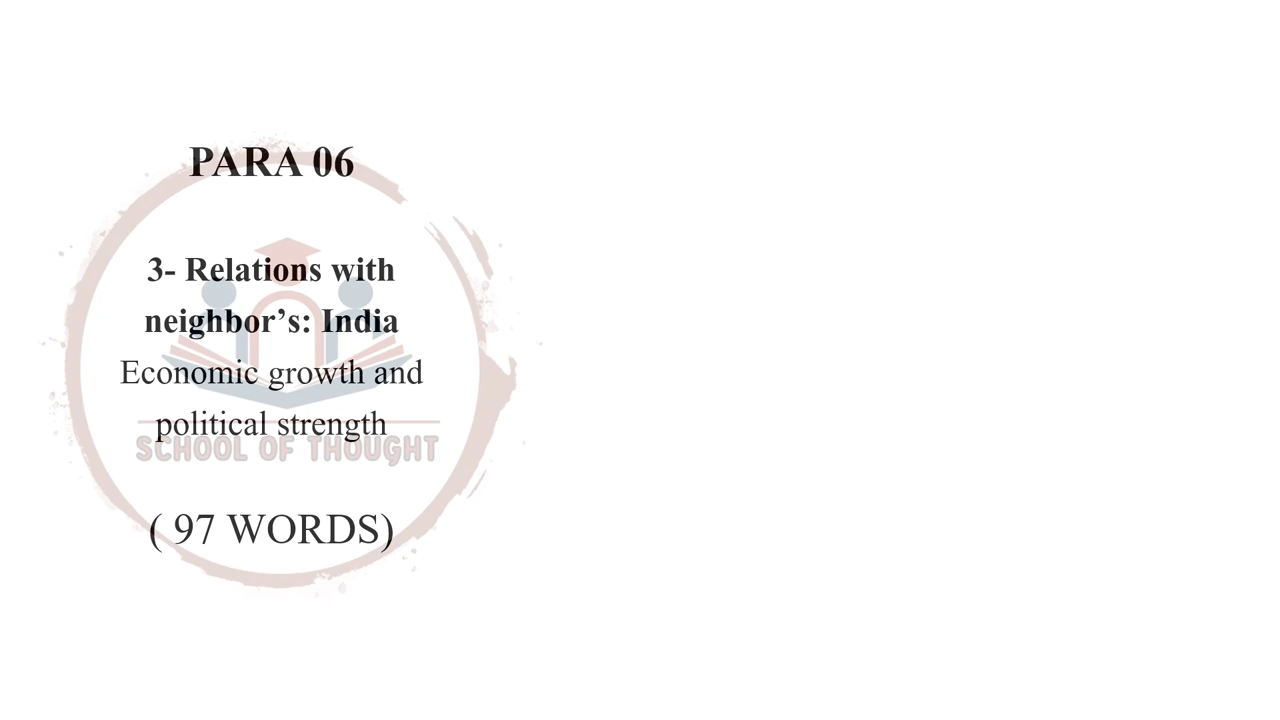 PARA 06
3- Relations with
neighbor’s: India
Economic growth and
political strength
SCHOOL OF THOUGHT
( 97 WORDS)